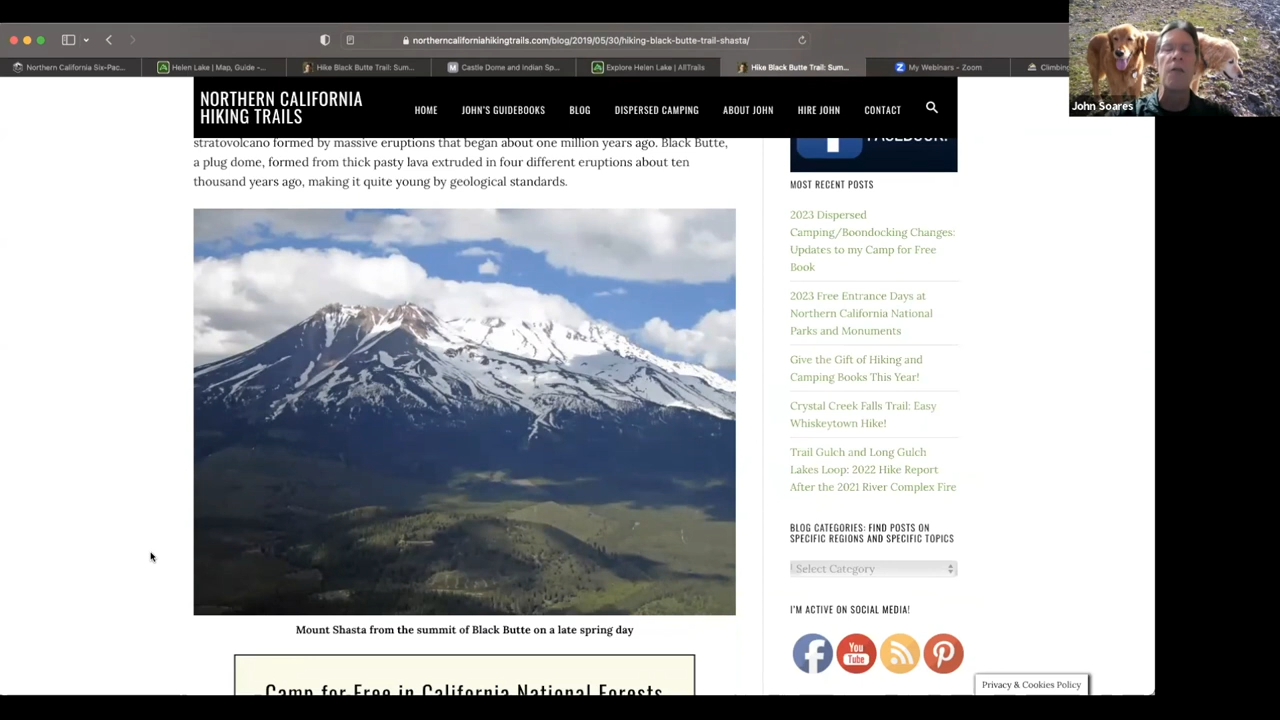 northerncaliforniahikingtrails.com/blog/2019/05/30/hiking-black-butte-trail-shasta/
Northern California Six-Pac...
Helen Lake | Map, Guide -...
Hike Black Butte Trail: Sum...
Castle Dome and Indian Sp...
Explore Helen Lake | AllTrails
Hike Black Butte Trail: Sum...
My Webinars - Zoom
Climbing
John Soares
NORTHERN CALIFORNIA
HIKING TRAILS
HOME
JOHN'S GUIDEBOOKS
BLOG
DISPERSED CAMPING
ABOUT JOHN
HIRE JOHN
CONTACT
stratovolcano formed by massive eruptions that began about one million years ago. Black Butte,
a plug dome, formed from thick pasty lava extruded in four different eruptions about ten
thousand years ago, making it quite young by geological standards.
Mount Shasta from the summit of Black Butte on a late spring day
Camp for Free in California National Forests
FACEBOOK!
MOST RECENT POSTS
2023 Dispersed
Camping/Boondocking Changes:
Updates to my Camp for Free
Book
2023 Free Entrance Days at
Northern California National
Parks and Monuments
Give the Gift of Hiking and
Camping Books This Year!
Crystal Creek Falls Trail: Easy
Whiskeytown Hike!
Trail Gulch and Long Gulch
Lakes Loop: 2022 Hike Report
After the 2021 River Complex Fire
BLOG CATEGORIES: FIND POSTS ON
SPECIFIC REGIONS AND SPECIFIC TOPICS
Select Category
I'M ACTIVE ON SOCIAL MEDIA!
You
Tube
Privacy & Cookies Policy